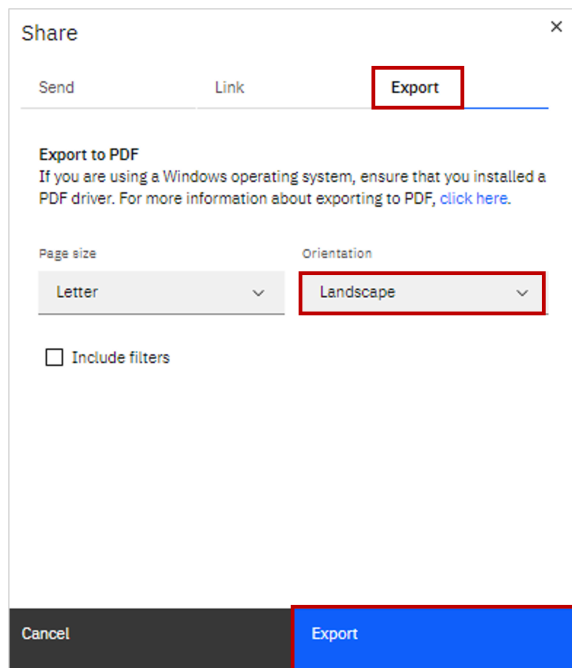 Share
Send Link Export
Export to PDF
If you are using a Windows operating system, ensure that you installed a
PDF driver. For more information about exporting to PDF, click here.
Page size Orientation
Letter Landscape
Include filters
Cancel Export